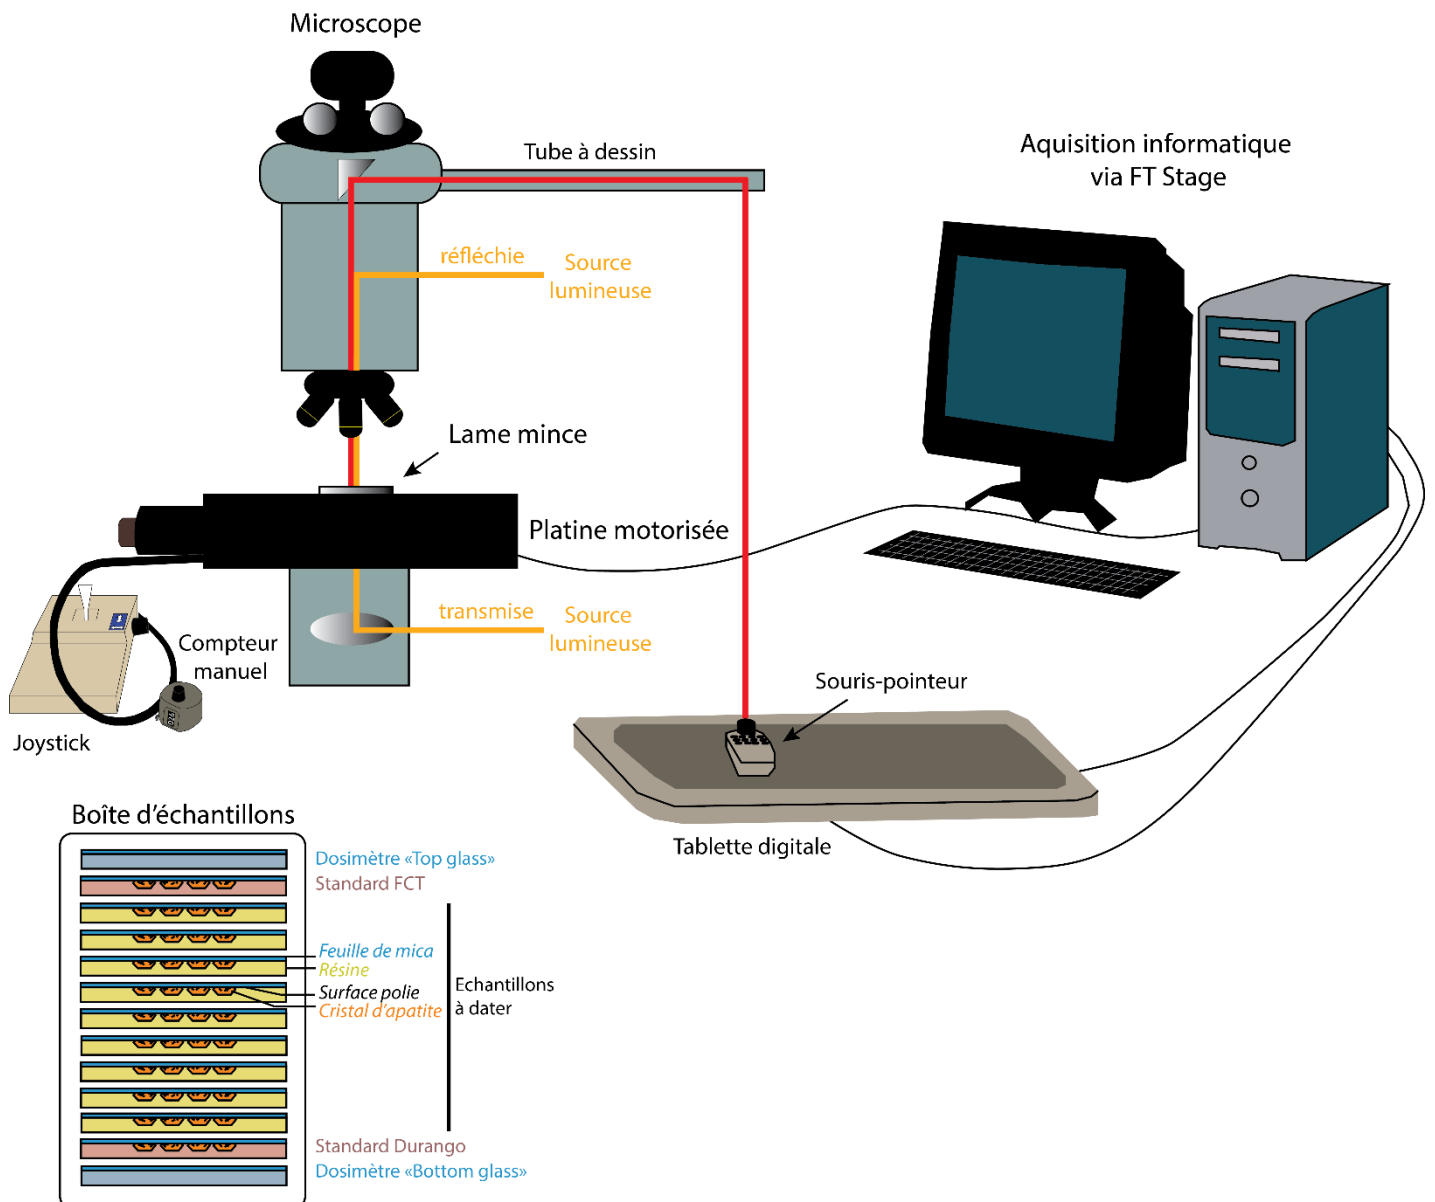 Microscope
Tube à dessin
Aquisition informatique
via FT Stage
réfléchie
Source
lumineuse
Lame mince
Platine motorisée
transmise
Source
lumineuse
Compteur
manuel
Joystick
Souris-pointeur
Tablette digitale
Boîte d'échantillons
Dosimètre «Top glass»
Standard FCT
Feuille de mica
Résine
Surface polie
Cristal d'apatite
Echantillons
à dater
Standard Durango
Dosimètre «Bottom glass»